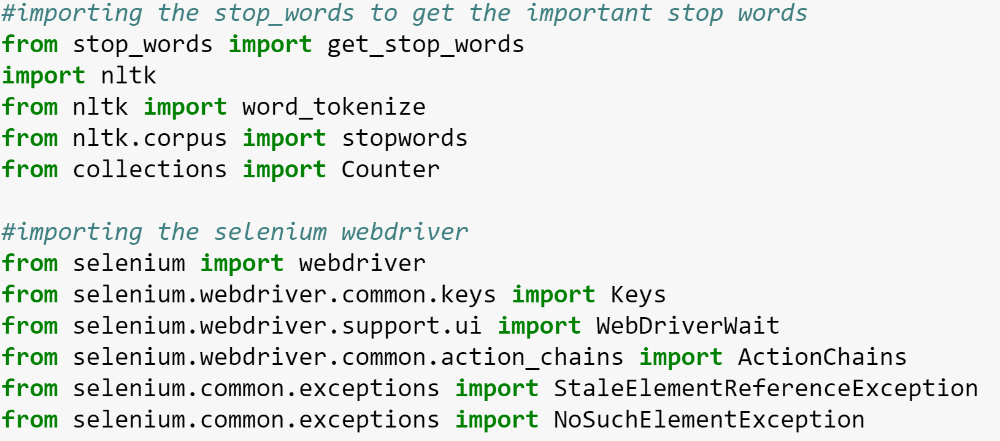 #importing the stop_words to get the important stop words
from stop_words import get_stop_words
import nltk
from nltk import word_tokenize
from nltk.corpus import stopwords
from collections import Counter
#importing the selenium webdriver
from selenium import webdriver
from selenium.webdriver.common.keys import Keys
from selenium.webdriver.support.ui import WebDriverWait
from selenium.webdriver.common.action_chains import ActionChains
from selenium.common.exceptions import StaleElementReferenceException
from selenium.common.exceptions import NoSuchElementException